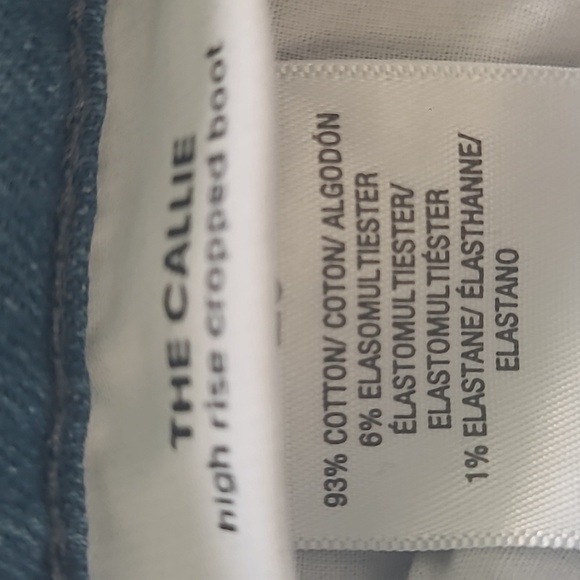 THE CALLIE
high rise cropped boot
93% COTTON/ COTON/ ALGODÓN
6% ELASOMULTIESTER
ÉLASTOMULTIESTER/
ELASTOMULTIÉSTER
1% ELASTANE/ ÉLASTHANNE/
ELASTANO